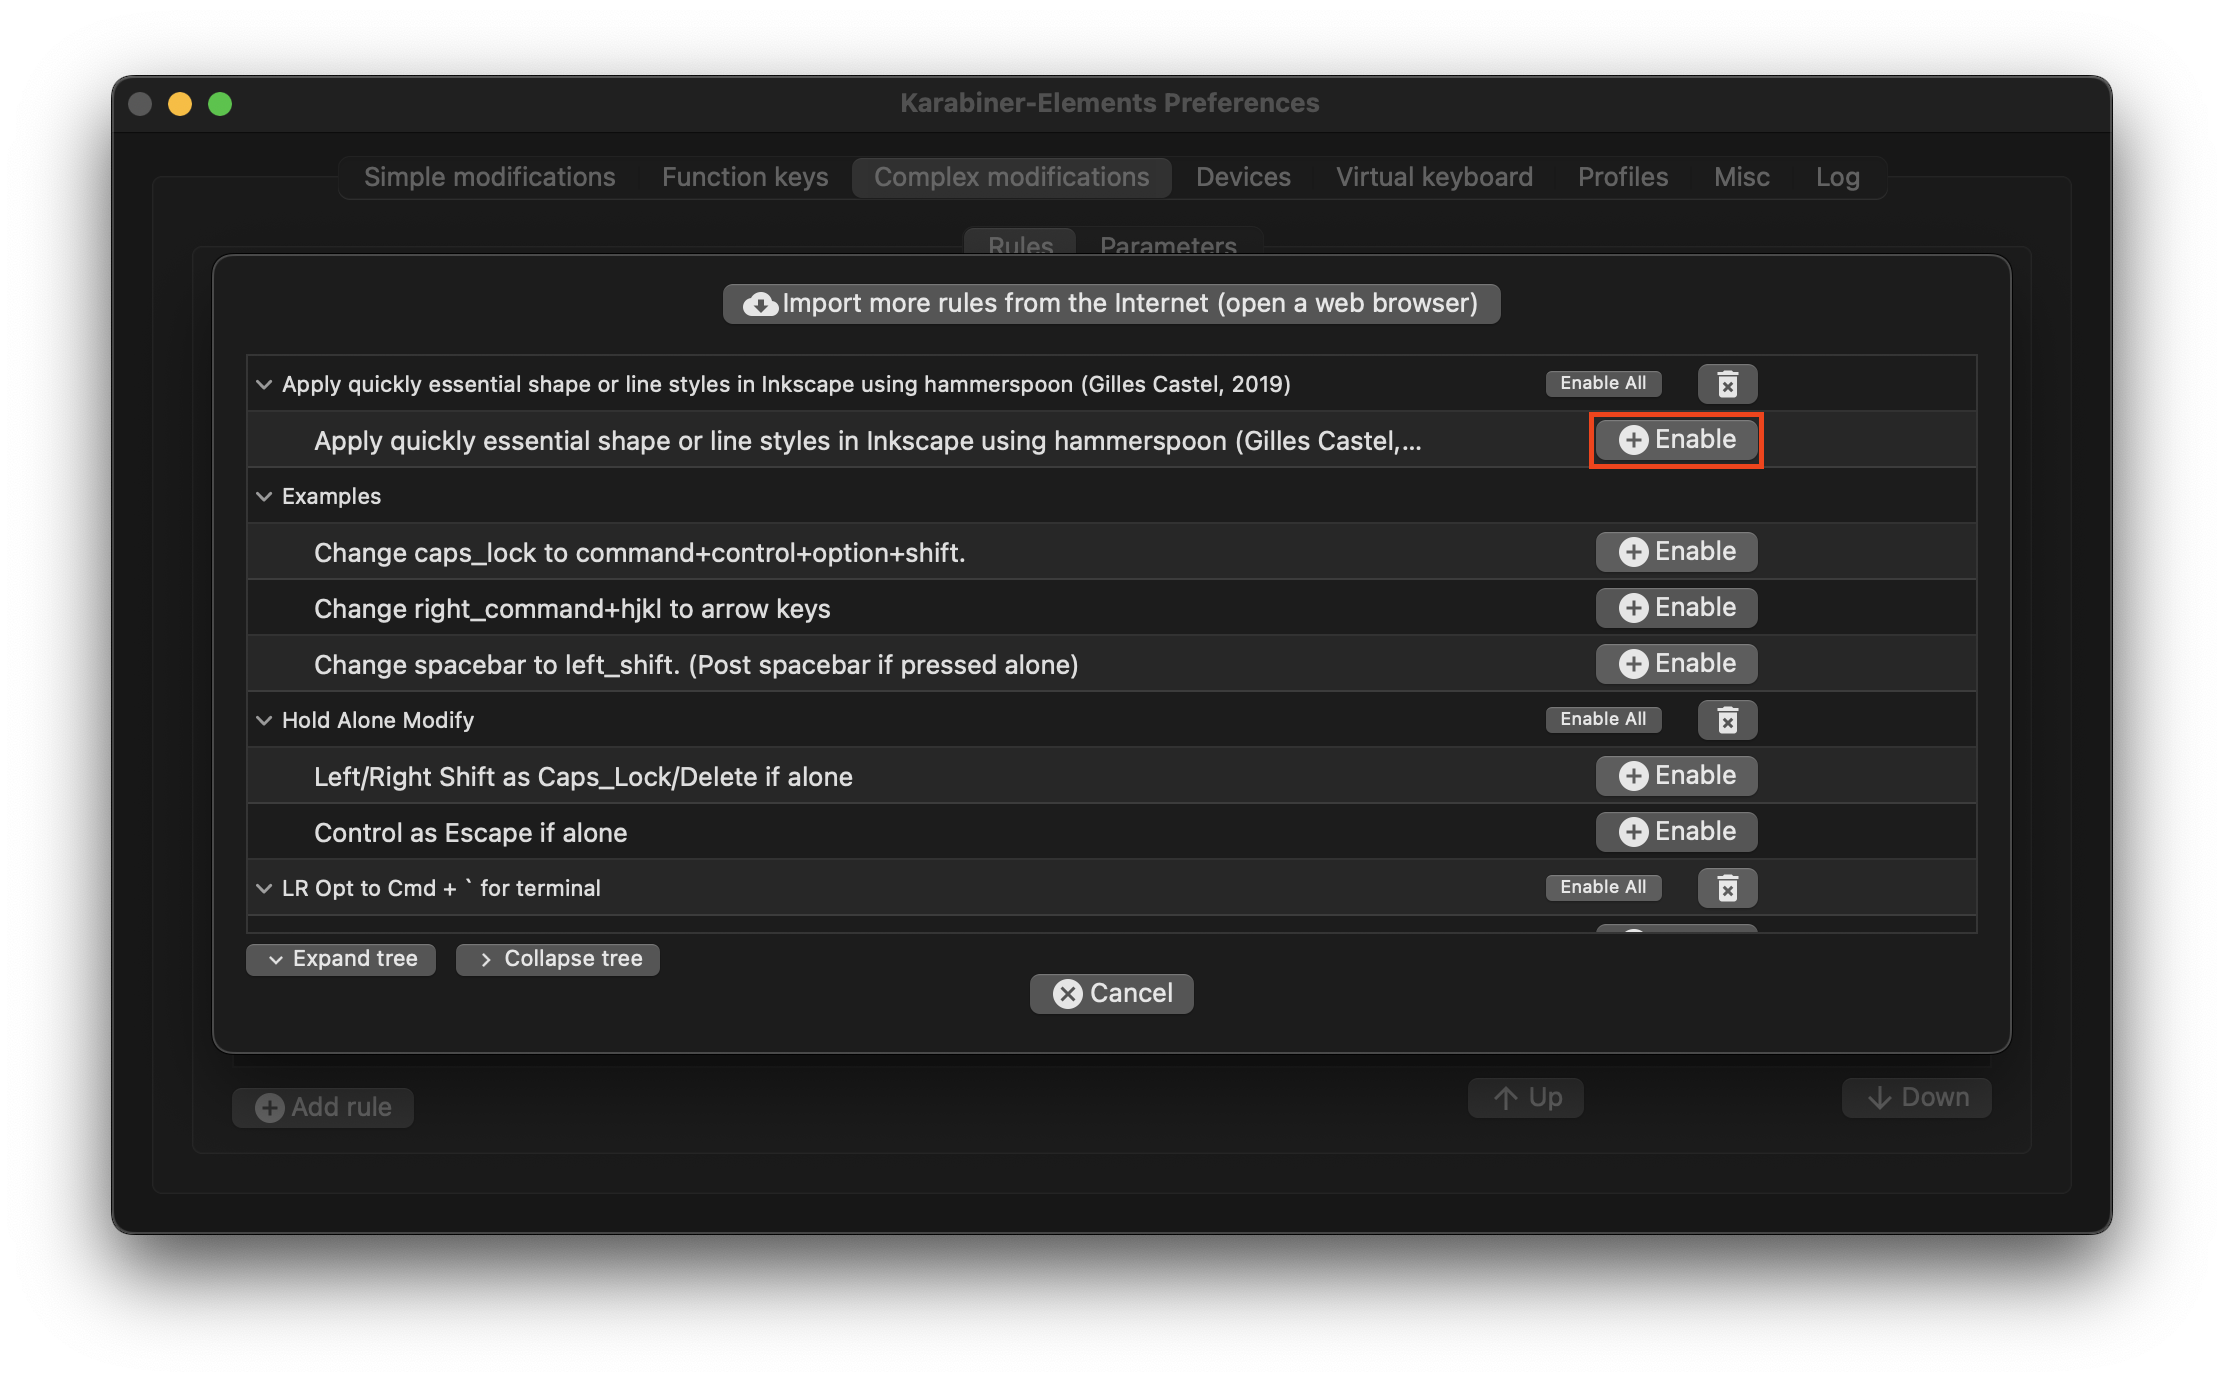 Karabiner-Elements Preferences
Simple modifications Function keys Complex modifications Devices Virtual keyboard Profiles Misc Log
Rules Parameters
Import more rules from the Internet (open a web browser)
Apply quickly essential shape or line styles in Inkscape using hammerspoon (Gilles Castel, 2019) Enable All
Apply quickly essential shape or line styles in Inkscape using hammerspoon (Gilles Castel,... Enable
Examples
Change caps_lock to command+control+option+shift. Enable
Change right_command+hjkl to arrow keys Enable
Change spacebar to left_shift. (Post spacebar if pressed alone) Enable
Hold Alone Modify Enable All
Left/Right Shift as Caps_Lock/Delete if alone Enable
Control as Escape if alone Enable
LR Opt to Cmd + ` for terminal Enable All
Expand tree Collapse tree
Cancel
Add rule Up Down